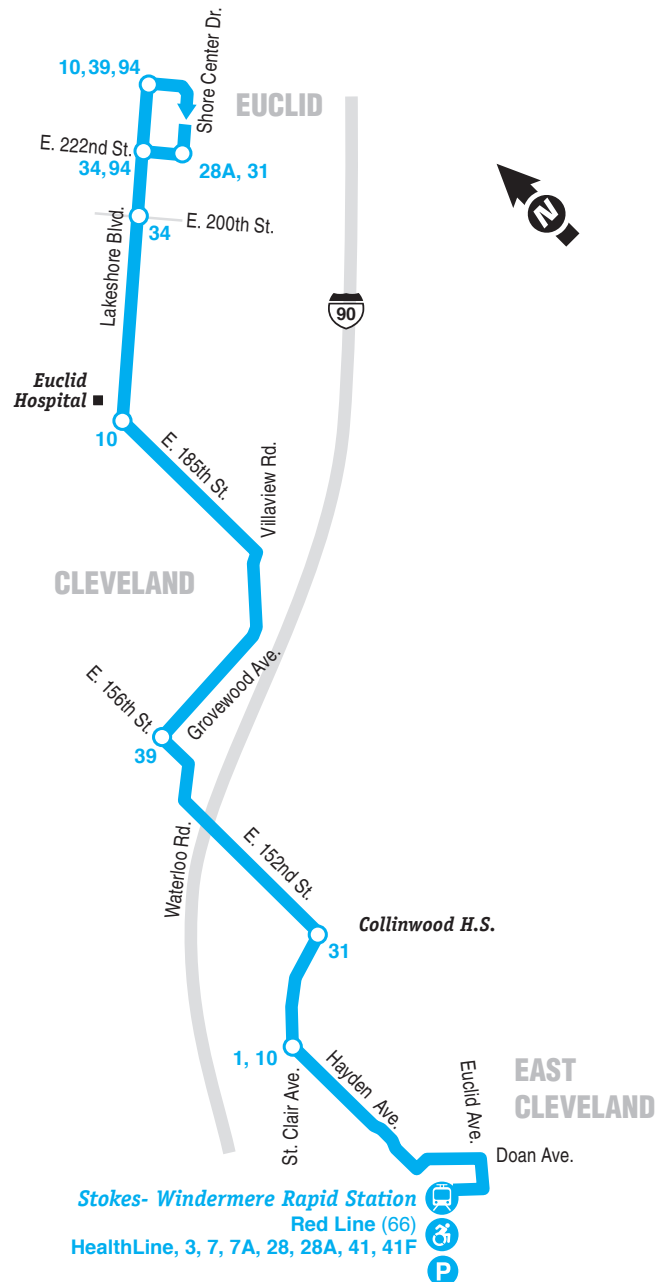 10, 39, 94
Shore Center Dr.
EUCLID
E. 222nd St.
34, 94
28A, 31
E. 200th St.
34
Lakeshore Blvd.
N
90
Euclid
Hospital
10
E. 185th St.
Villaview Rd.
CLEVELAND
E. 156th St.
Grovewood Ave.
39
Waterloo Rd.
E. 152nd St.
Collinwood H.S.
31
1, 10
St. Clair Ave.
Hayden Ave.
Euclid Ave.
EAST
CLEVELAND
Doan Ave.
Stokes- Windermere Rapid Station
Red Line (66)
HealthLine, 3, 7, 7A, 28, 28A, 41, 41F
P